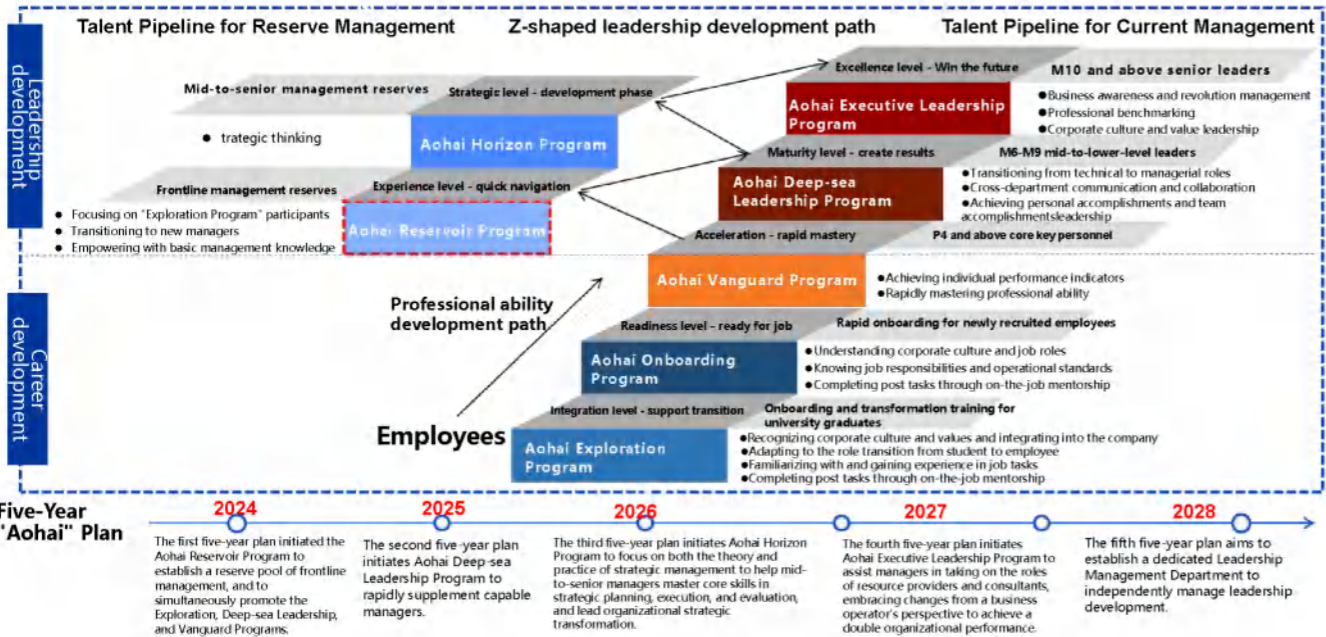 Talent Pipeline for Reserve Management
Z-shaped leadership development path
Talent Pipeline for Current Management
Leadership
development
Excellence level - Win the future
M10 and above senior leaders
Mid-to-senior management reserves
Strategic level - development phase
Aohai Executive Leadership
Program
●Business awareness and revolution management
●Professional benchmarking
●Corporate culture and value leadership
● trategic thinking
Aohai Horizon Program
Maturity level - create results
M6-M9 mid-to-lower-level leaders
Frontline management reserves
Experience level - quick navigation
Aohai Deep-sea
Leadership Program
●Transitioning from technical to managerial roles
●Cross-department communication and collaboration
●Achieving personal accomplishments and team
accomplishmentsleadership
● Focusing on "Exploration Program" participants
● Transitioning to new managers
● Empowering with basic management knowledge
Aohai Reservoir Program
Acceleration - rapid mastery
P4 and above core key personnel
Career
development
Aohai Vanguard Program
●Achieving individual performance indicators
●Rapidly mastering professional ability
Professional ability
development path
Readiness level - ready for job
Rapid onboarding for newly recruited employees
Aohai Onboarding
Program
●Understanding corporate culture and job roles
●Knowing job responsibilities and operational standards
●Completing post tasks through on-the-job mentorship
Employees
Integration level - support transition
Onboarding and transformation training for
university graduates
Aohai Exploration
Program
●Recognizing corporate culture and values and integrating into the company
●Adapting to the role transition from student to employee
●Familiarizing with and gaining experience in job tasks
●Completing post tasks through on-the-job mentorship
Five-Year
"Aohai" Plan
2024
2025
2026
2027
2028
The first five-year plan initiated the
Aohai Reservoir Program to
establish a reserve pool of frontline
management, and to
simultaneously promote the
Exploration, Deep-sea Leadership,
and Vanguard Programs.
The second five-year plan
initiates Aohai Deep-sea
Leadership Program to
rapidly supplement capable
managers.
The third five-year plan initiates Aohai Horizon
Program to focus on both the theory and
practice of strategic management to help mid-
to-senior managers master core skills in
strategic planning, execution, and evaluation,
and lead organizational strategic
transformation.
The fourth five-year plan initiates
Aohai Executive Leadership Program to
assist managers in taking on the roles
of resource providers and consultants,
embracing changes from a business
operator's perspective to achieve a
double organizational performance.
The fifth five-year plan aims to
establish a dedicated Leadership
Management Department to
independently manage leadership
development.